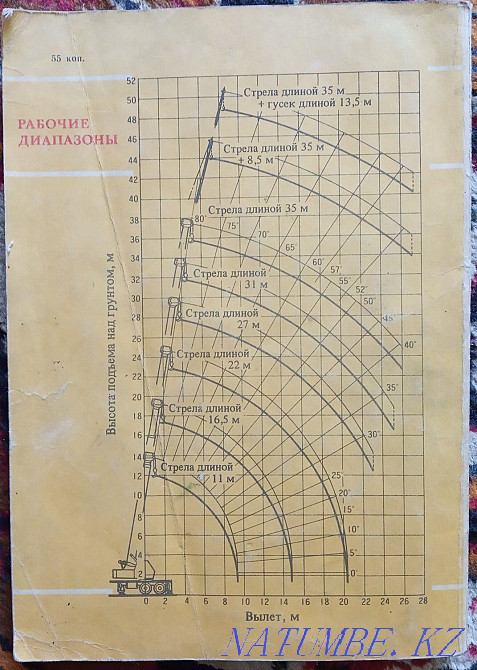 55 коп.
РАБОЧИЕ
ДИАПАЗОНЫ
52
50
48
46
44
42
40
38
36
34
32
30
28
26
24
22
20
18
16
14
12
10
8
6
4
2
Высота подъема над грунтом, м
Стрела длиной 35 м
+ гусек длиной 13,5 м
Стрела длиной 35 м
+ 8,5 м
Стрела длиной 35 м
80°
75°
70°
65°
60°
57°
55°
52°
50°
45°
40°
35°
30°
25°
20°
15°
10°
5°
0°
Стрела длиной
31 м
Стрела длиной
27 м
Стрела длиной
22 м
Стрела длиной
16,5 м
Стрела длиной
11 м
0 2 4 6 8 10 12 14 16 18 20 22 24 26 28
Вылет, м
NATUMBE.KZ